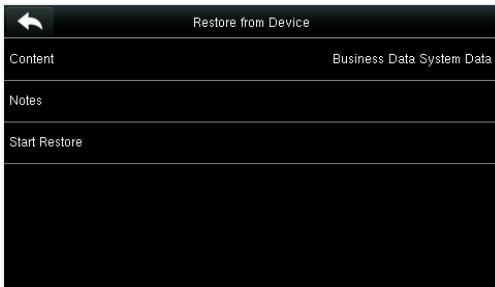 Restore from Device
Content Business Data System Data
Notes
Start Restore